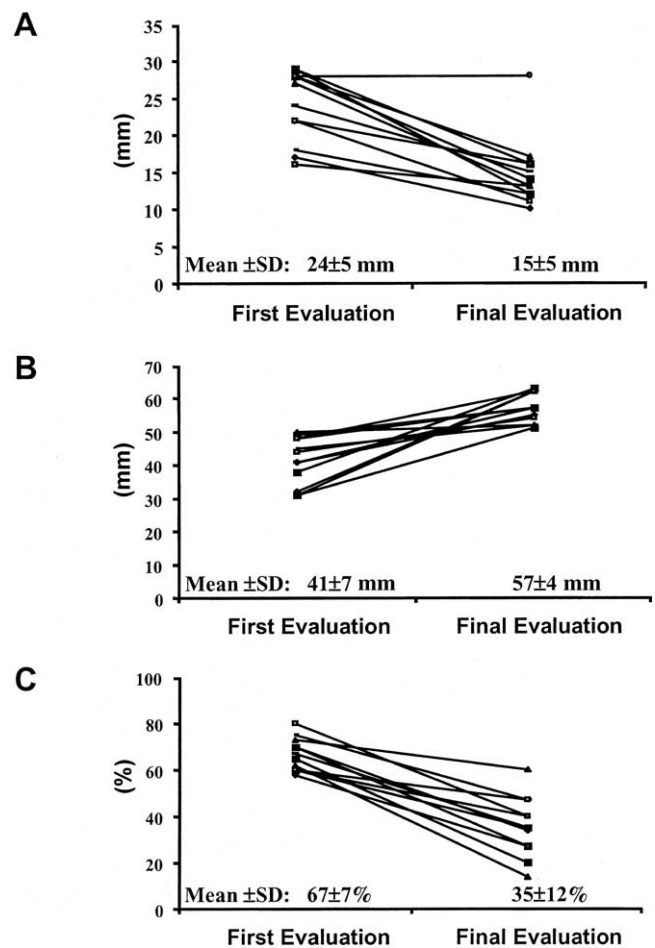 A
35
30
25
20
15
10
5
0
(mm)
Mean ±SD: 24±5 mm 15±5 mm
First Evaluation Final Evaluation
B
70
60
50
40
30
20
10
0
(mm)
Mean ±SD: 41±7 mm 57±4 mm
First Evaluation Final Evaluation
C
100
80
60
40
20
0
(%)
Mean ±SD: 67±7% 35±12%
First Evaluation Final Evaluation